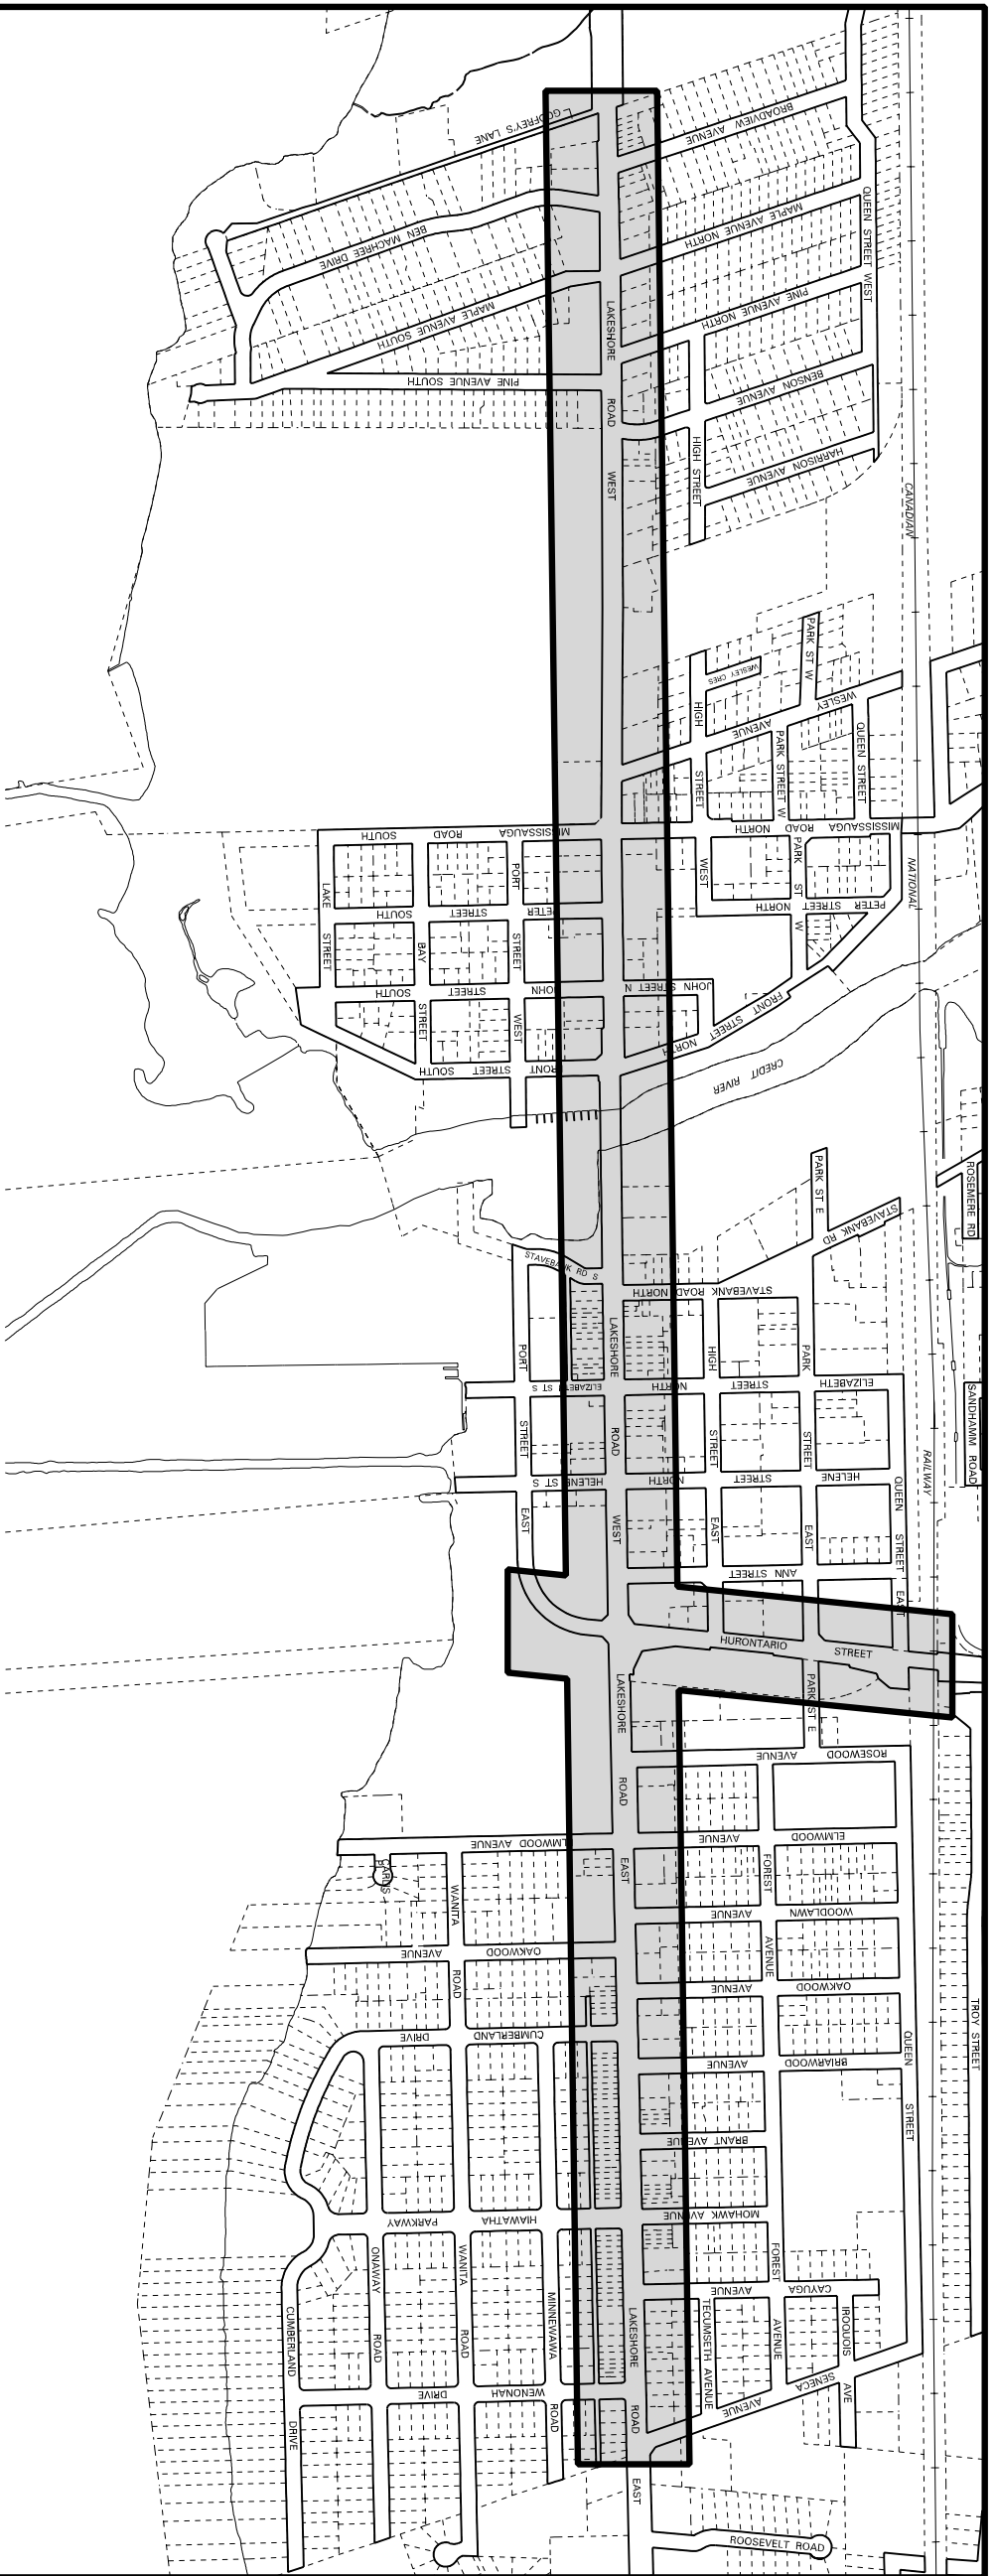 GODFREY'S LANE
BROADVIEW AVENUE
BEN MACHREE DRIVE
MAPLE AVENUE NORTH
QUEEN STREET WEST
MAPLE AVENUE SOUTH
LAKESHORE ROAD WEST
PINE AVENUE NORTH
PINE AVENUE SOUTH
BENSON AVENUE
HIGH STREET
HARRISON AVENUE
CANADIAN
PARK ST W
WESLEY CRES
HIGH STREET WEST
WESLEY AVENUE
PARK STREET W
QUEEN STREET
MISSISSAUGA ROAD SOUTH
MISSISSAUGA ROAD NORTH
PORT STREET WEST
LAKE STREET
BAY STREET
PARK ST W
NATIONAL
PETER STREET SOUTH
PETER STREET NORTH
JOHN STREET SOUTH
JOHN STREET N
FRONT STREET NORTH
FRONT STREET SOUTH
CREDIT RIVER
PARK ST E
STAVEBANK RD
ROSEMERE RD
STAVEBANK RD S
STAVEBANK ROAD NORTH
PORT STREET EAST
LAKESHORE ROAD WEST
HIGH STREET EAST
PARK STREET EAST
ELIZABETH ST S
ELIZABETH STREET NORTH
SANDHAMM ROAD
RAILWAY
HELENE ST S
HELENE STREET NORTH
QUEEN STREET EAST
ANN STREET
HURONTARIO STREET
LAKESHORE ROAD EAST
PARK ST E
ROSEWOOD AVENUE
ELMWOOD AVENUE
ELMWOOD AVENUE
FOREST AVENUE
WANITA ROAD
WOODLAWN AVENUE
OAKWOOD AVENUE
OAKWOOD AVENUE
TROY STREET
CUMBERLAND DRIVE
QUEEN STREET
BRIARWOOD AVENUE
BRANT AVENUE
HIAWATHA PARKWAY
MOHAWK AVENUE
FOREST AVENUE
ONAWAY ROAD
WANITA ROAD
MINNEWAWA ROAD
CAYUGA AVENUE
CUMBERLAND DRIVE
LAKESHORE ROAD EAST
TECUMSETH AVENUE
IROQUOIS AVE
SENECA AVENUE
WENONAH DRIVE
ROOSEVELT ROAD